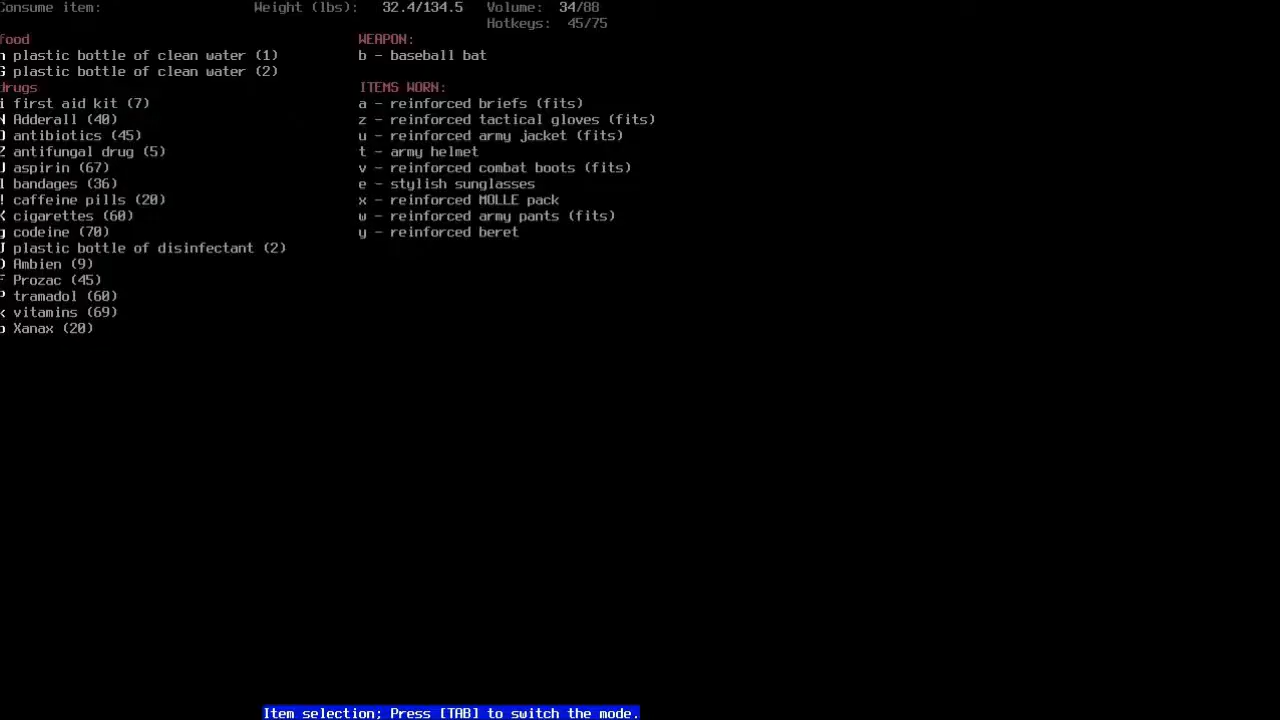 Consume item: Weight (lbs): 32.4/134.5 Volume: 34/88
Hotkeys: 45/75
food WEAPON:
plastic bottle of clean water (1) b - baseball bat
G plastic bottle of clean water (2)
drugs ITEMS WORN:
i first aid kit (7) a - reinforced briefs (fits)
N Adderall (40) z - reinforced tactical gloves (fits)
antibiotics (45) u - reinforced army jacket (fits)
Z antifungal drug (5) t - army helmet
aspirin (67) v - reinforced combat boots (fits)
bandages (36) e - stylish sunglasses
! caffeine pills (20) x - reinforced MOLLE pack
cigarettes (60) w - reinforced army pants (fits)
codeine (70) y - reinforced beret
J plastic bottle of disinfectant (2)
Ambien (9)
F Prozac (45)
P tramadol (60)
vitamins (69)
Xanax (20)
Item selection; Press [TAB] to switch the mode.